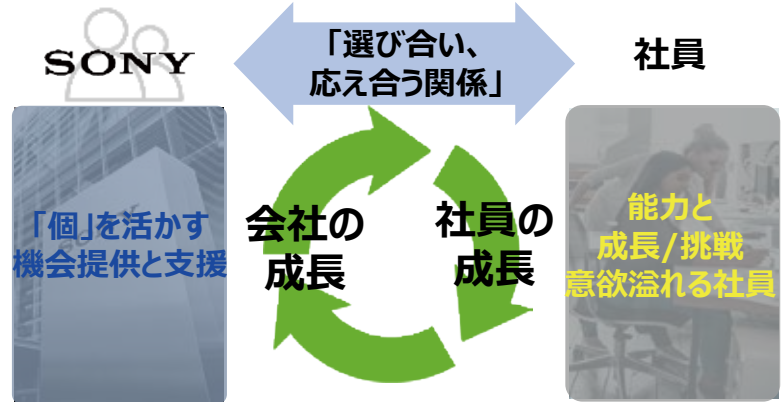 SONY
「選び合い、
応え合う関係」
社員
「個」を活かす
機会提供と支援
会社の
成長
社員の
成長
能力と
成長/挑戦
意欲溢れる社員
SONY